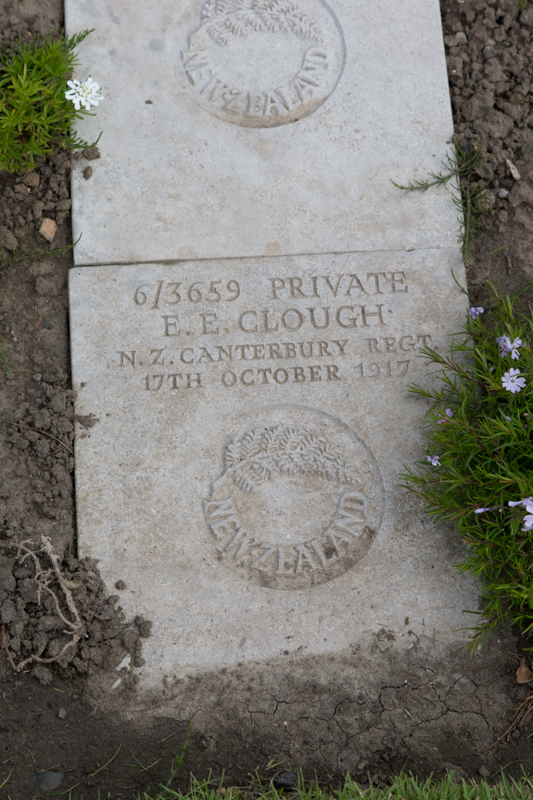 NEW ZEALAND
6/3659 PRIVATE
E. E. CLOUGH
N. Z. CANTERBURY REGT.
17TH OCTOBER 1917
NEW ZEALAND